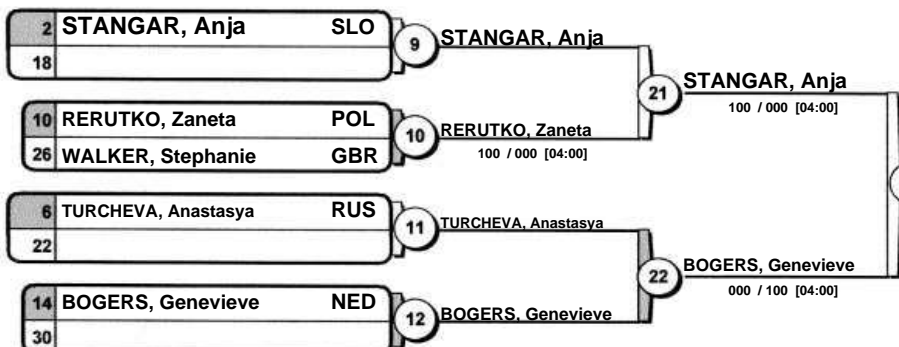 2 STANGAR, Anja SLO
18
9 STANGAR, Anja
10 RERUTKO, Zaneta POL
26 WALKER, Stephanie GBR
10 RERUTKO, Zaneta
100 / 000 [04:00]
21 STANGAR, Anja
100 / 000 [04:00]
6 TURCHEVA, Anastasya RUS
22
11 TURCHEVA, Anastasya
14 BOGERS, Genevieve NED
30
12 BOGERS, Genevieve
22 BOGERS, Genevieve
000 / 100 [04:00]